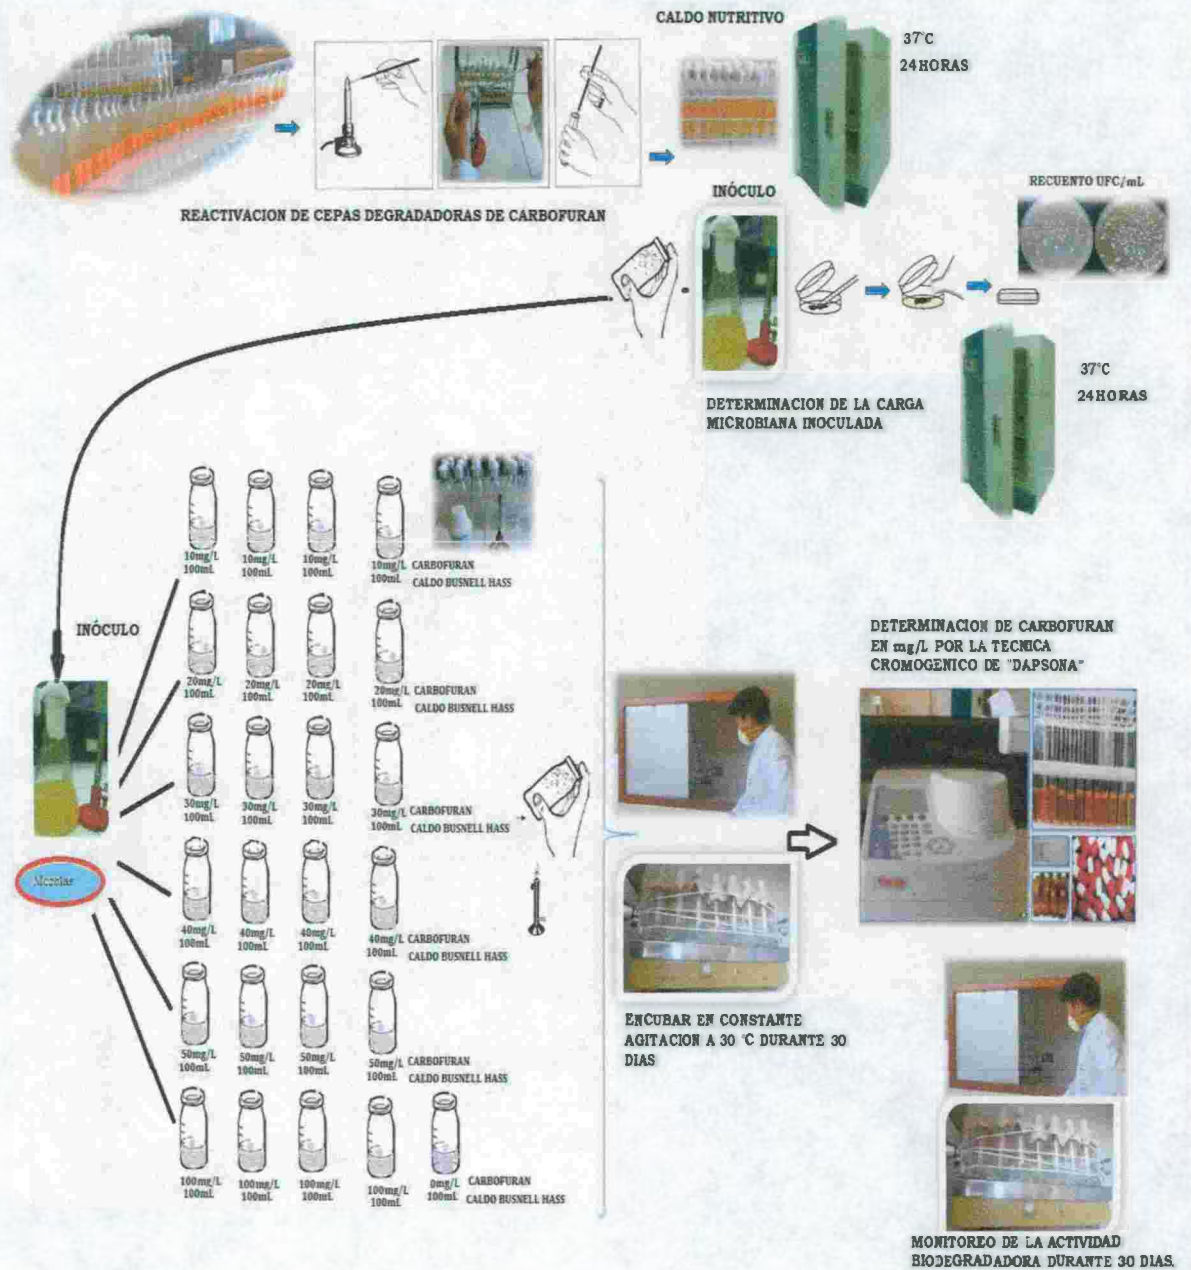 CALDO NUTRITIVO
37°C
24HORAS
REACTIVACION DE CEPAS DEGRADADORAS DE CARBOFURAN
INÓCULO
RECUENTO UFC/mL
DETERMINACION DE LA CARGA
MICROBIANA INOCULADA
37°C
24HORAS
10mg/L 10mg/L 10mg/L 10mg/L CARBOFURAN
100mL 100mL 100mL 100mL CALDO BUSNELL HASS
INÓCULO
20mg/L 20mg/L 20mg/L 20mg/L CARBOFURAN
100mL 100mL 100mL 100mL CALDO BUSNELL HASS
30mg/L 30mg/L 30mg/L 30mg/L CARBOFURAN
100mL 100mL 100mL 100mL CALDO BUSNELL HASS
Mezclas
40mg/L 40mg/L 40mg/L 40mg/L CARBOFURAN
100mL 100mL 100mL 100mL CALDO BUSNELL HASS
50mg/L 50mg/L 50mg/L 50mg/L CARBOFURAN
100mL 100mL 100mL 100mL CALDO BUSNELL HASS
100mg/L 100mg/L 100mg/L 100mg/L 0mg/L CARBOFURAN
100mL 100mL 100mL 100mL 100mL CALDO BUSNELL HASS
DETERMINACION DE CARBOFURAN
EN mg/L POR LA TECNICA
CROMOGENICO DE "DAPSONA"
ENCUBAR EN CONSTANTE
AGITACION A 30 °C DURANTE 30
DIAS
MONITOREO DE LA ACTIVIDAD
BIODEGRADADORA DURANTE 30 DIAS.